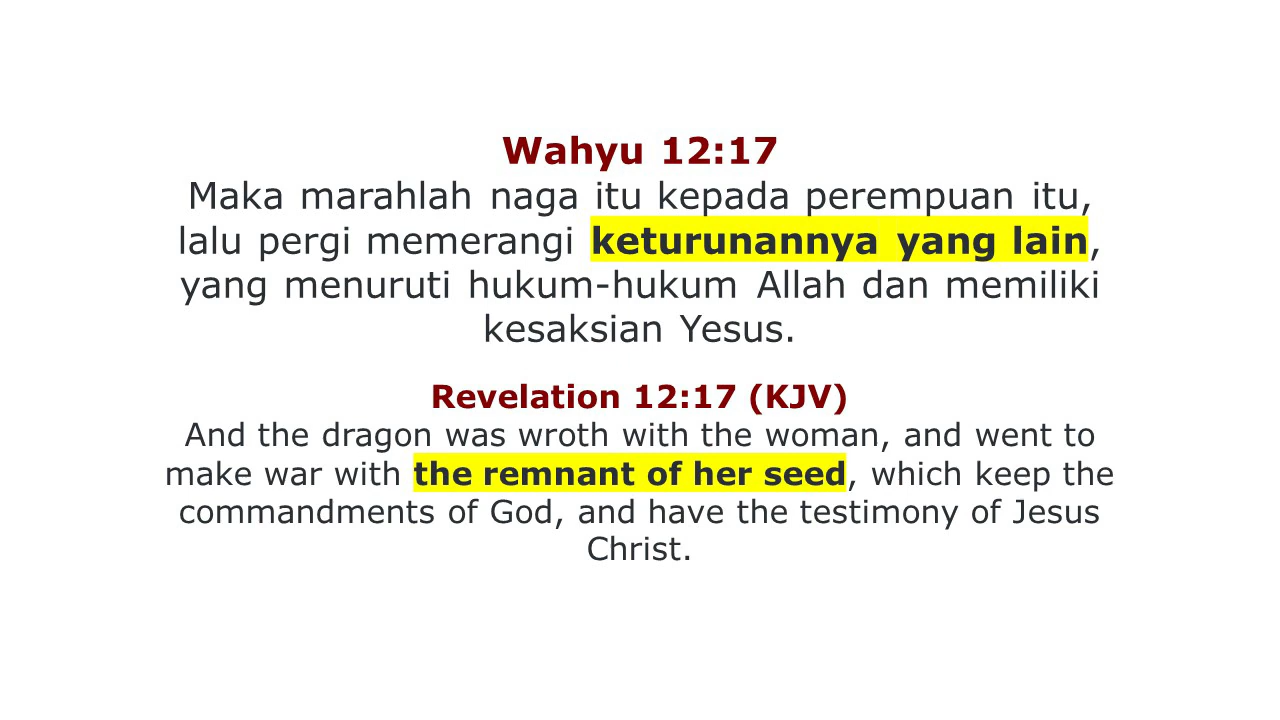 Wahyu 12:17
Maka marahlah naga itu kepada perempuan itu,
lalu pergi memerangi keturunannya yang lain,
yang menuruti hukum-hukum Allah dan memiliki
kesaksian Yesus.
Revelation 12:17 (KJV)
And the dragon was wroth with the woman, and went to
make war with the remnant of her seed, which keep the
commandments of God, and have the testimony of Jesus
Christ.